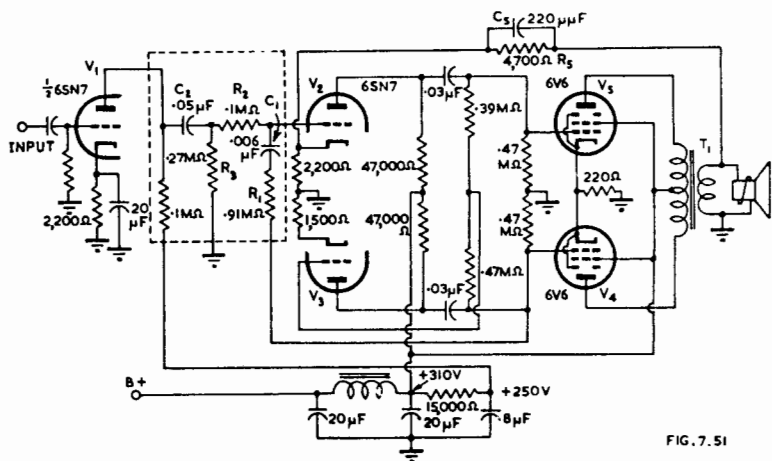 C5
220 μμF
4,700Ω R5
½6SN7
V1
C2
.05μF
R2
.1MΩ
C1
.006
μF
V2
6SN7
.03μF
.39MΩ
6V6
V5
T1
INPUT
2,200Ω
20
μF
.27MΩ
R3
.1MΩ
R1
.91MΩ
2,200Ω
1,500Ω
47,000Ω
47,000
Ω
.47
MΩ
.47
MΩ
220Ω
V3
.03μF
.47MΩ
6V6
V4
B+
+310V
+250V
20μF
20μF
15,000Ω
8μF
FIG. 7.51